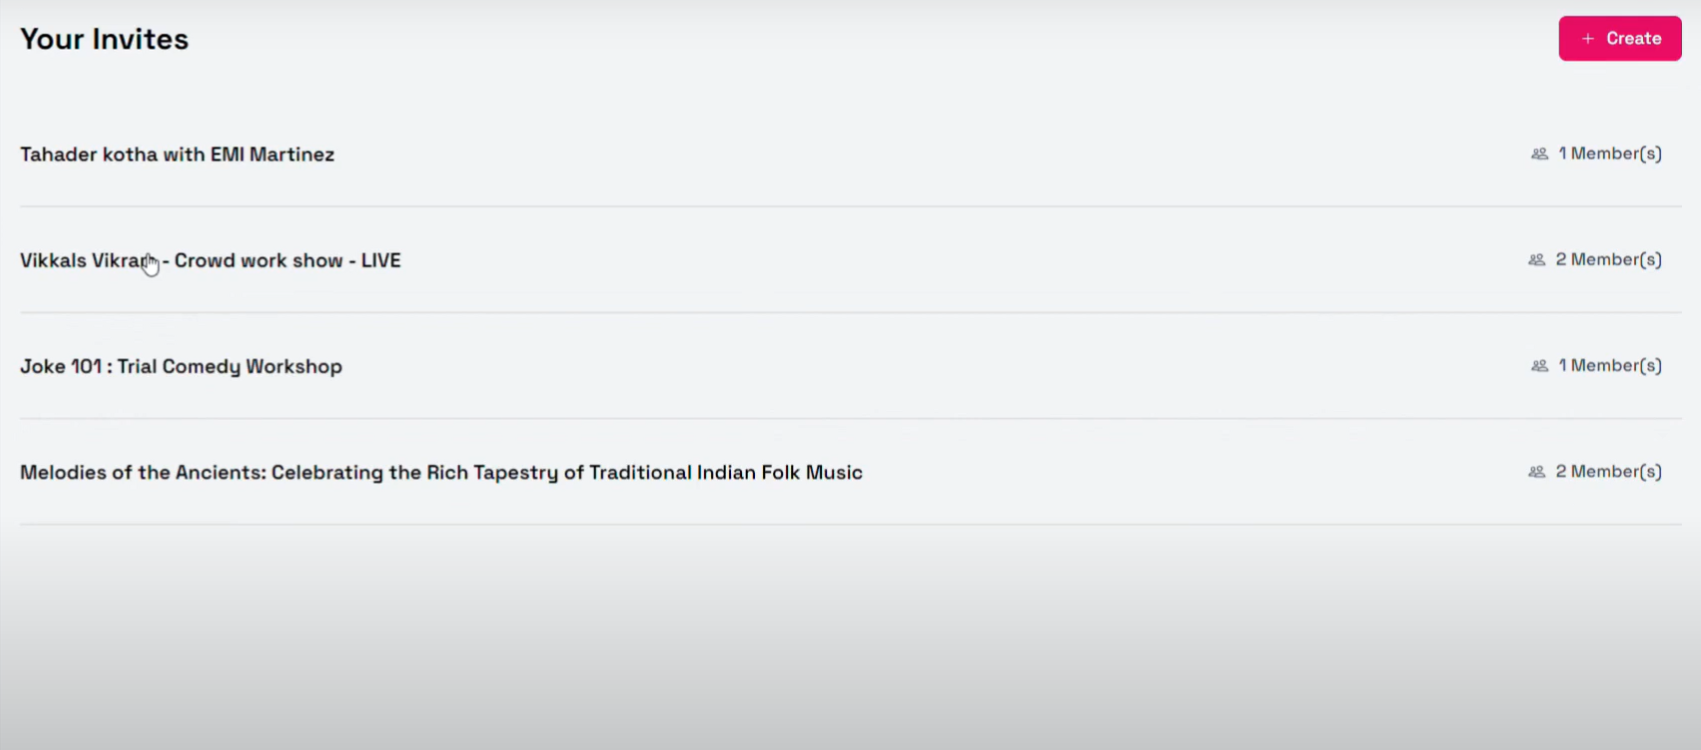 Your Invites
+ Create
Tahader kotha with EMI Martinez
1 Member(s)
Vikkals - Crowd work show - LIVE
2 Member(s)
Joke 101 : Trial Comedy Workshop
1 Member(s)
Melodies of the Ancients: Celebrating the Rich Tapestry of Traditional Indian Folk Music
2 Member(s)